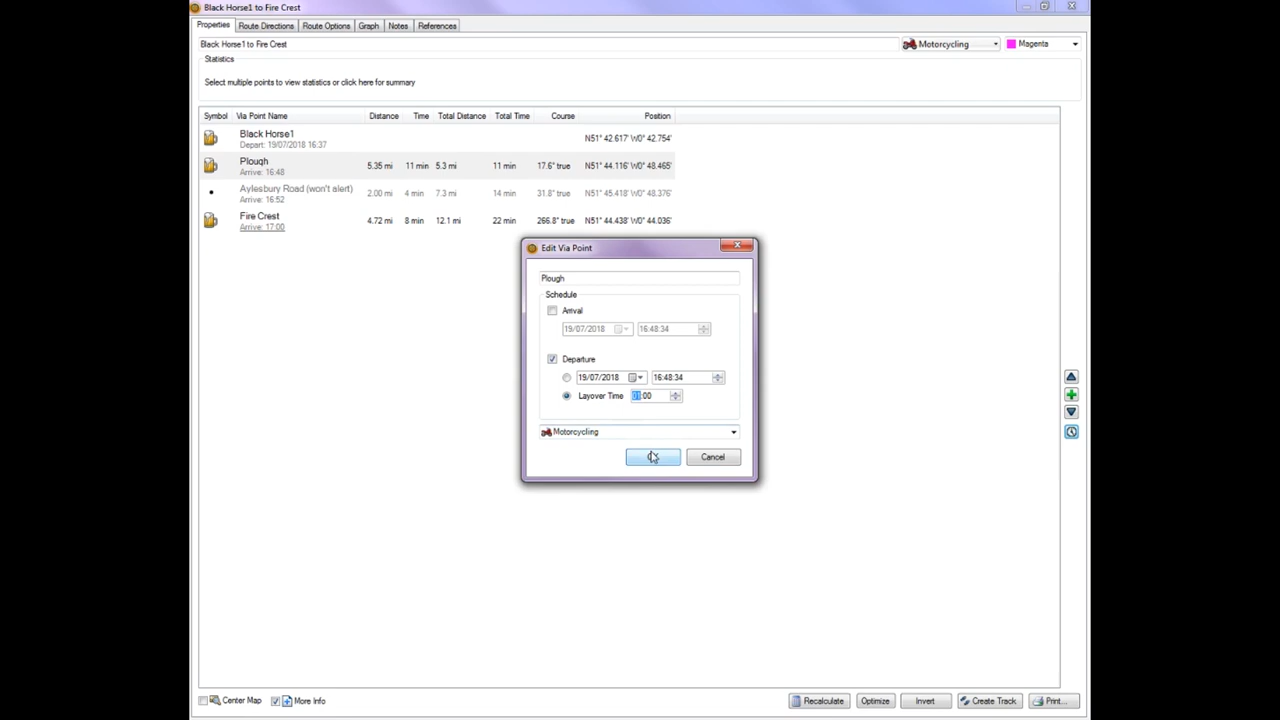 Black Horse1 to Fire Crest
Properties Route Directions Route Options Graph Notes References
Black Horse1 to Fire Crest Motorcycling Magenta
Statistics
Select multiple points to view statistics or click here for summary
Symbol Via Point Name Distance Time Total Distance Total Time Course Position
Black Horse1
Depart: 19/07/2018 16:37
N51° 42.617' W0° 42.754'
Plough
Arrive: 16:48
5.35 mi 11 min 5.3 mi 11 min 17.6° true N51° 44.116' W0° 48.465'
Aylesbury Road (won't alert)
Arrive: 16:52
2.00 mi 4 min 7.3 mi 14 min 31.8° true N51° 45.418' W0° 48.376'
Fire Crest
Arrive: 17:00
4.72 mi 8 min 12.1 mi 22 min 266.8° true N51° 44.438' W0° 44.036'
Edit Via Point
Plough
Schedule
Arrival
19/07/2018 16:48:34
Departure
19/07/2018 16:48:34
Layover Time 01:00
Motorcycling
Cancel
Center Map More Info Recalculate Optimize Invert Create Track Print...